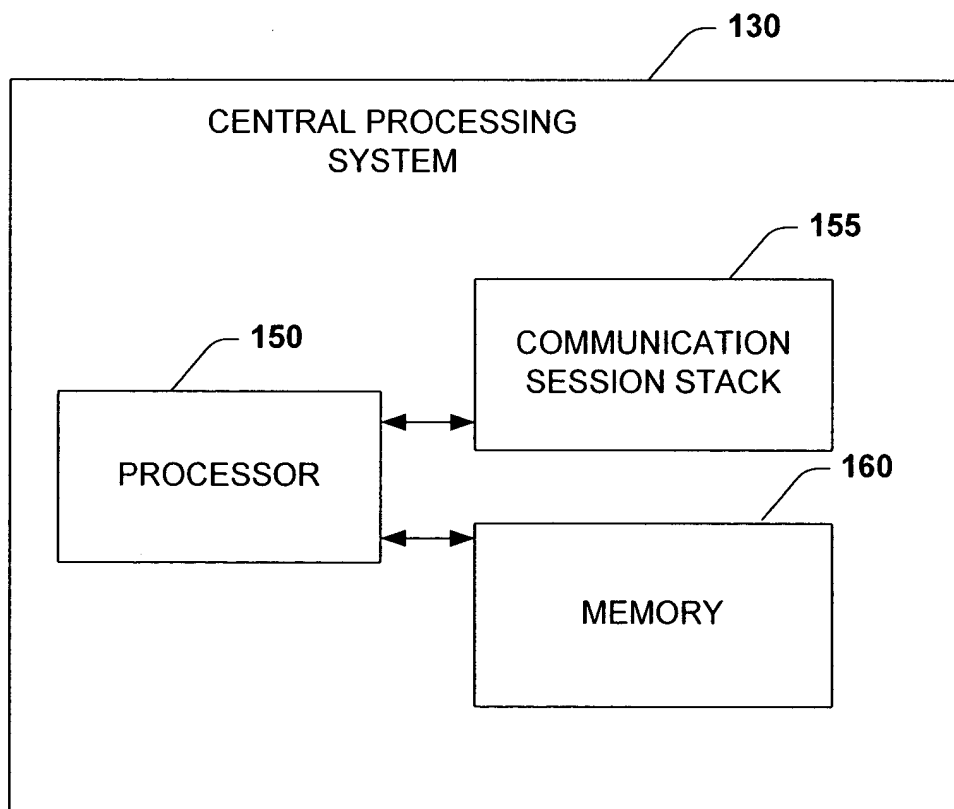 130
CENTRAL PROCESSING
SYSTEM
155
COMMUNICATION
SESSION STACK
150
PROCESSOR
160
MEMORY